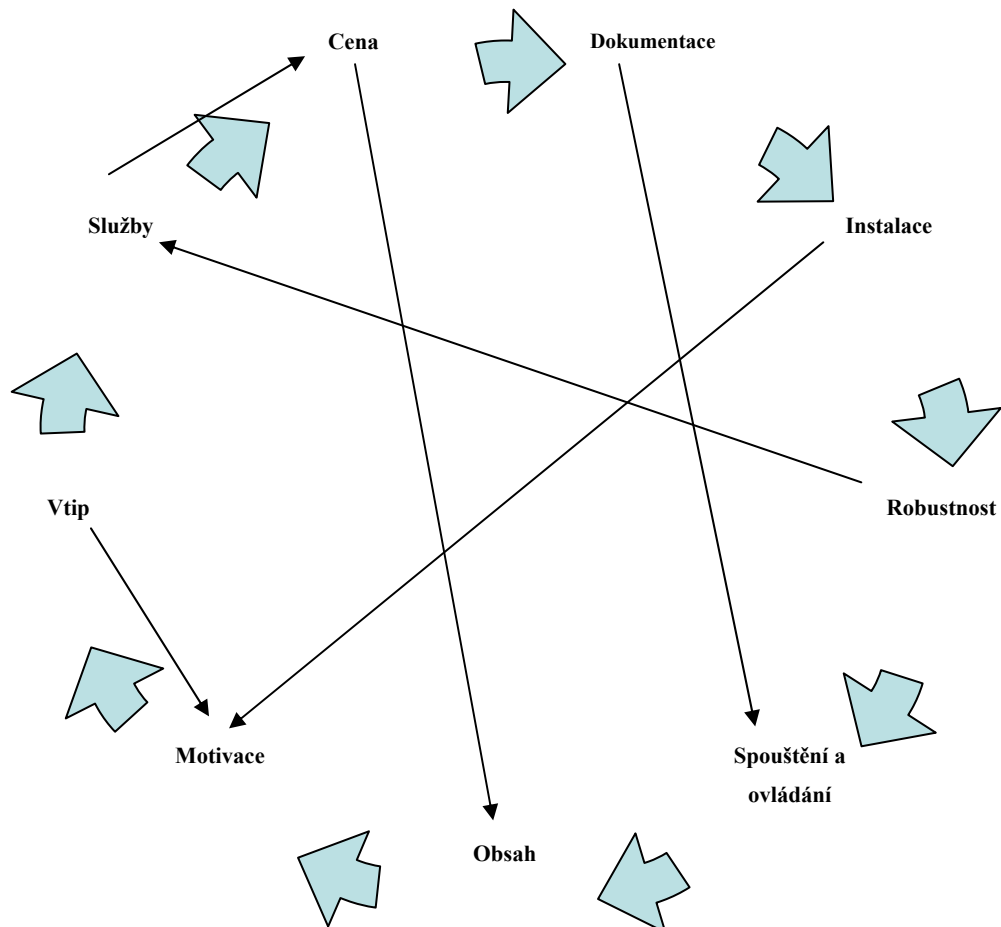 Cena
Dokumentace
Služby
Instalace
Vtip
Robustnost
Motivace
Spouštění a
ovládání
Obsah